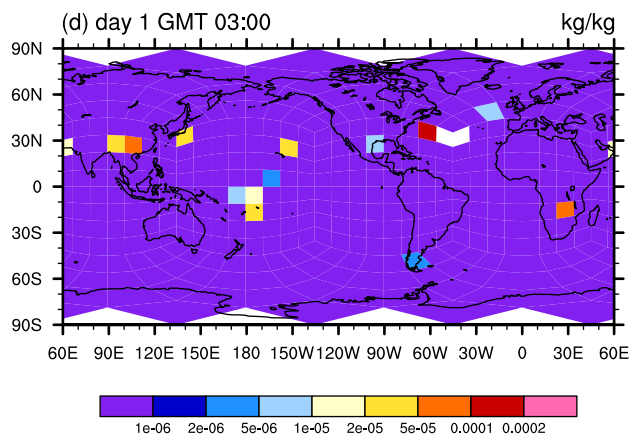 (d) day 1 GMT 03:00 kg/kg
90N
60N
30N
0
30S
60S
90S
60E 90E 120E 150E 180 150W 120W 90W 60W 30W 0 30E 60E
1e-06 2e-06 5e-06 1e-05 2e-05 5e-05 0.0001 0.0002